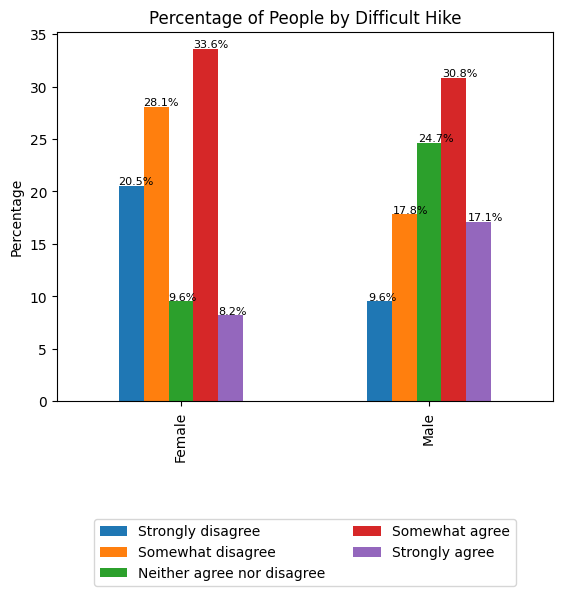 Percentage of People by Difficult Hike
Percentage
35
30
25
20
15
10
5
0
20.5%
28.1%
9.6%
33.6%
8.2%
9.6%
17.8%
24.7%
30.8%
17.1%
Female
Male
Strongly disagree
Somewhat disagree
Neither agree nor disagree
Somewhat agree
Strongly agree